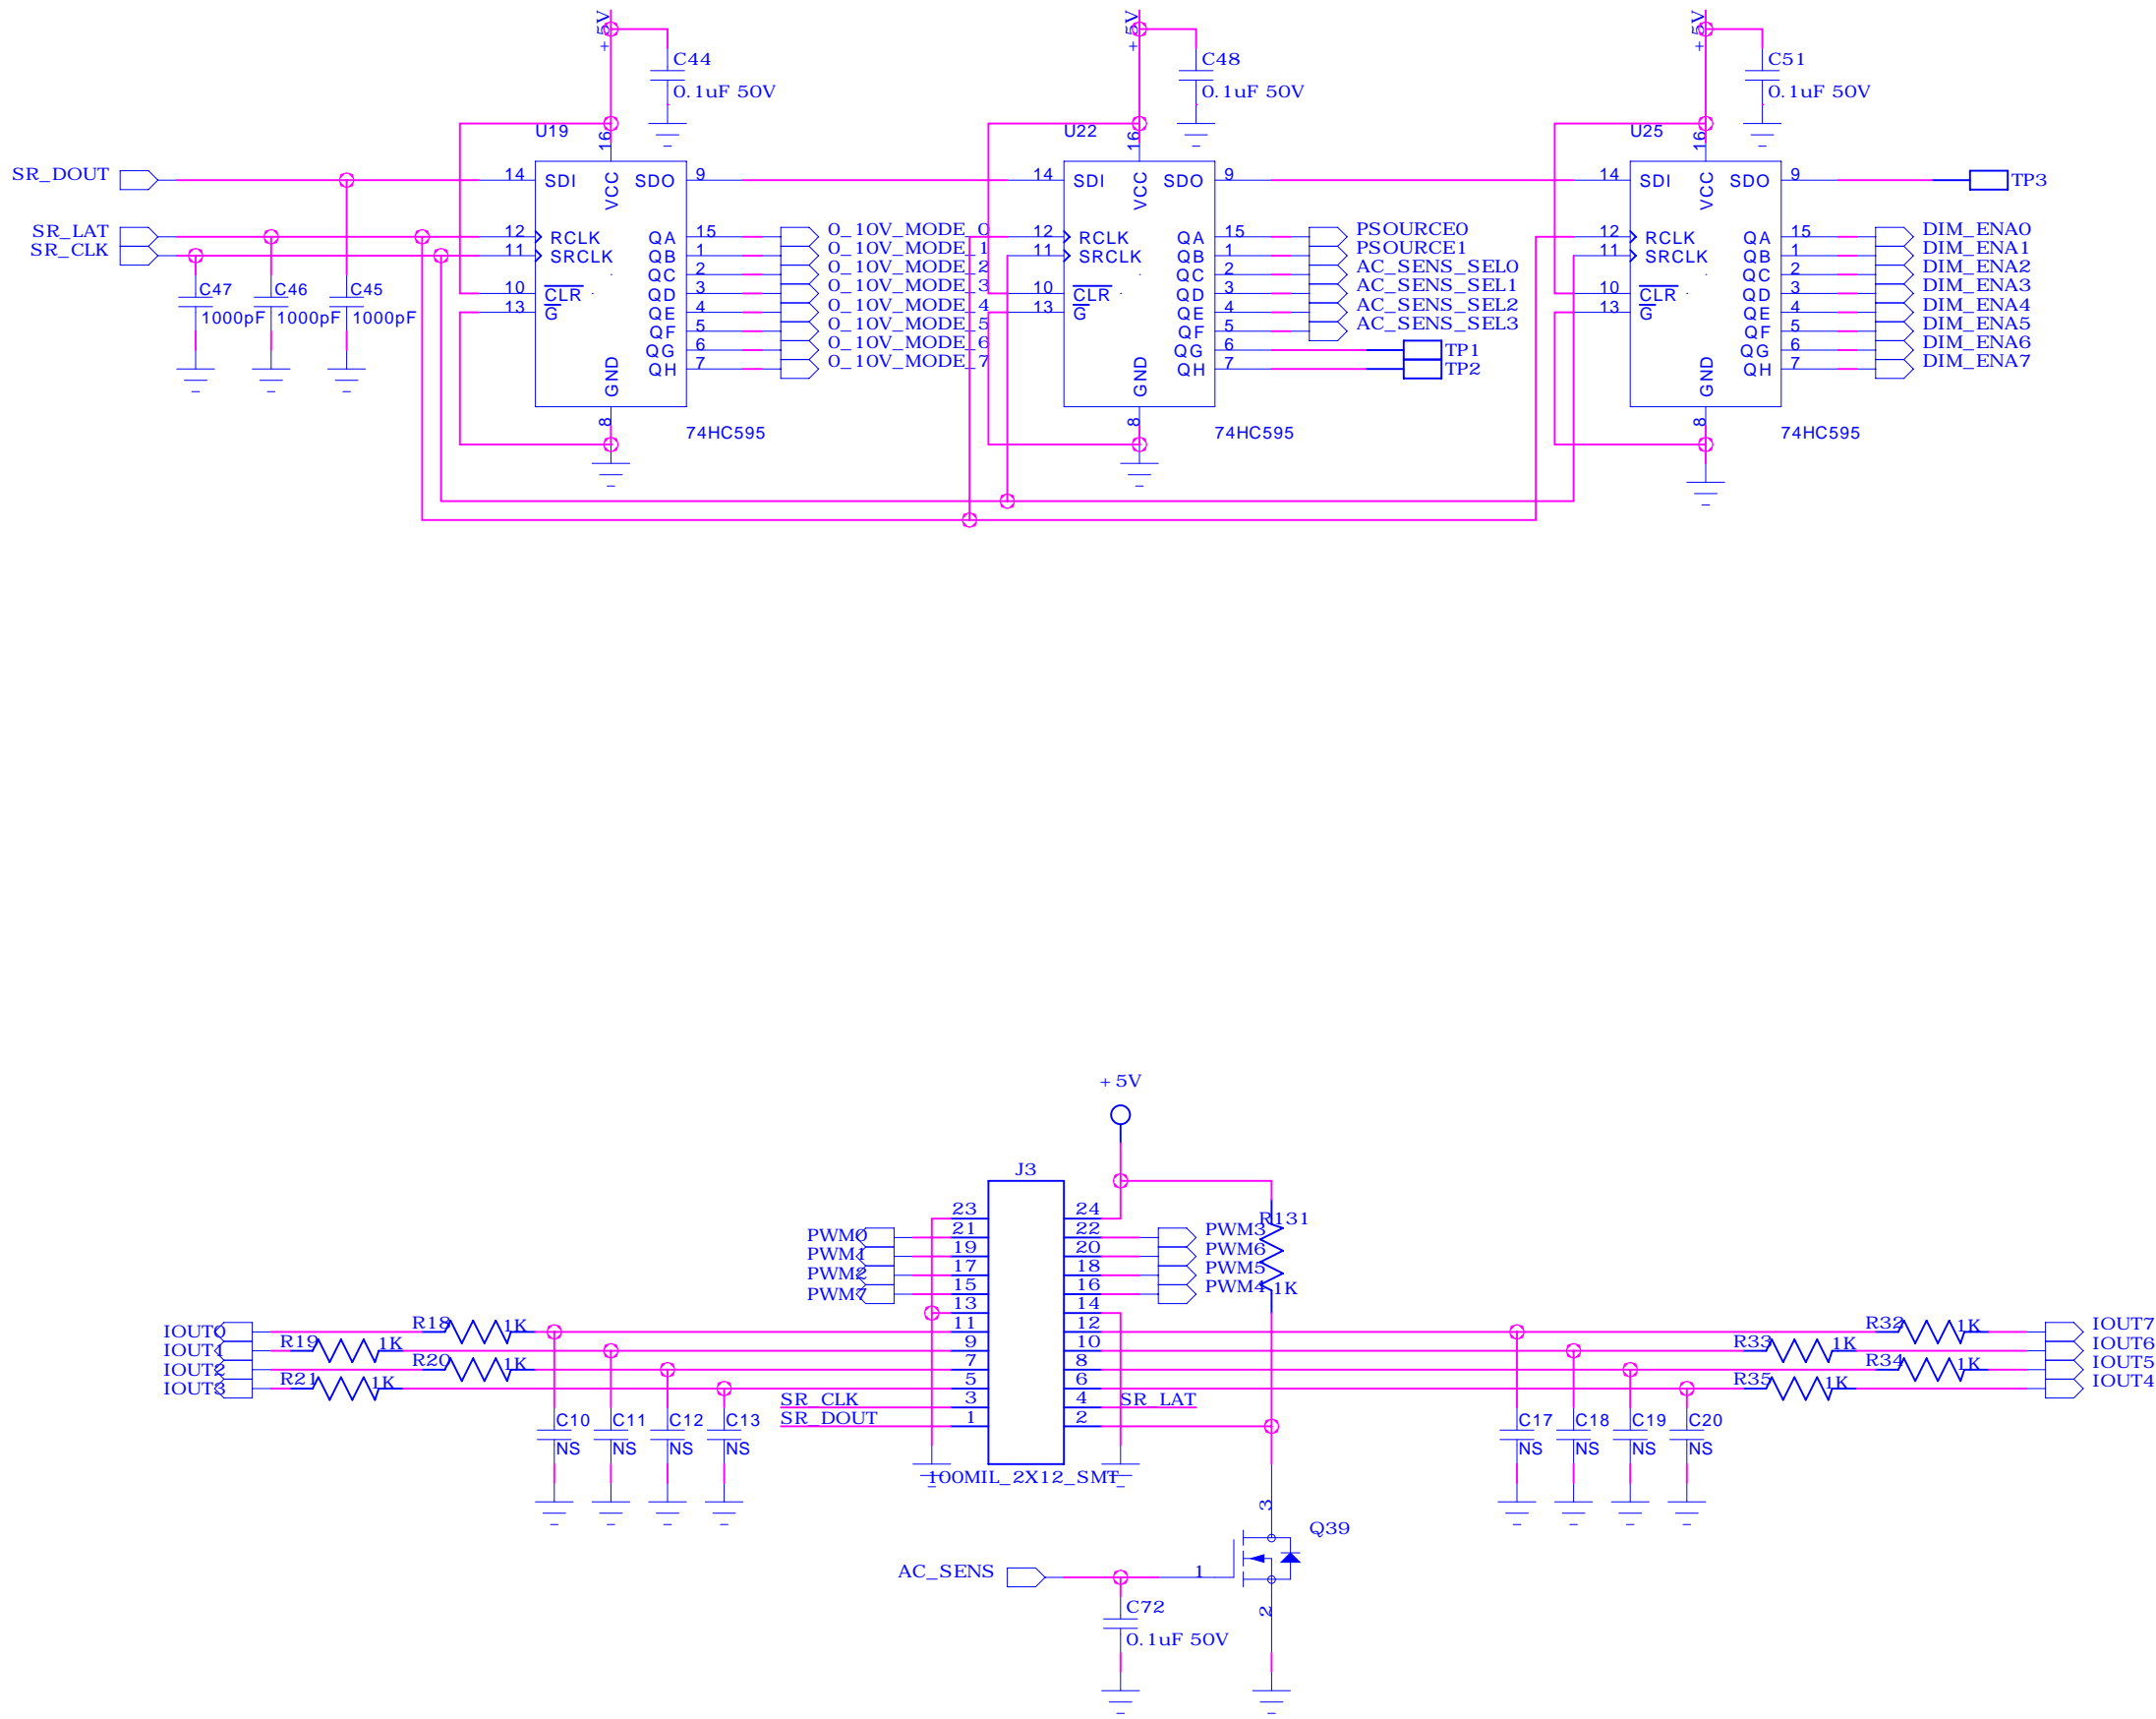 +5V
C44
0.1uF 50V
+5V
C48
0.1uF 50V
+5V
C51
0.1uF 50V
U19
16
U22
16
U25
16
SR_DOUT
14 SDI VCC SDO 9
14 SDI VCC SDO 9
14 SDI VCC SDO 9
TP3
SR_LAT
12 RCLK QA 15 0_10V_MODE_0
12 RCLK QA 15 PSOURCE0
12 RCLK QA 15 DIM_ENA0
SR_CLK
11 SRCLK QB 1 0_10V_MODE_1
11 SRCLK QB 1 PSOURCE1
11 SRCLK QB 1 DIM_ENA1
QC 2 0_10V_MODE_2
QC 2 AC_SENS_SEL0
QC 2 DIM_ENA2
C47
1000pF
C46
1000pF
C45
1000pF
10 CLR QD 3 0_10V_MODE_3
10 CLR QD 3 AC_SENS_SEL1
10 CLR QD 3 DIM_ENA3
13 G QE 4 0_10V_MODE_4
13 G QE 4 AC_SENS_SEL2
13 G QE 4 DIM_ENA4
QF 5 0_10V_MODE_5
QF 5 AC_SENS_SEL3
QF 5 DIM_ENA5
QG 6 0_10V_MODE_6
QG 6 TP1
QG 6 DIM_ENA6
GND QH 7 0_10V_MODE_7
GND QH 7 TP2
GND QH 7 DIM_ENA7
8
74HC595
8
74HC595
8
74HC595
+5V
J3
23 24
R131
1K
PWM0 21 22 PWM3
PWM1 19 20 PWM6
PWM2 17 18 PWM5
PWM7 15 16 PWM4
13 14
IOUT0 R18 1K 11 12 R32 1K IOUT7
IOUT1 R19 1K 9 10 R33 1K IOUT6
IOUT2 R20 1K 7 8 R34 1K IOUT5
IOUT3 R21 1K 5 6 R35 1K IOUT4
SR_CLK 3 4 SR_LAT
SR_DOUT 1 2
C10
NS
C11
NS
C12
NS
C13
NS
C17
NS
C18
NS
C19
NS
C20
NS
100MIL_2X12_SMT
3
Q39
AC_SENS
1
2
C72
0.1uF 50V